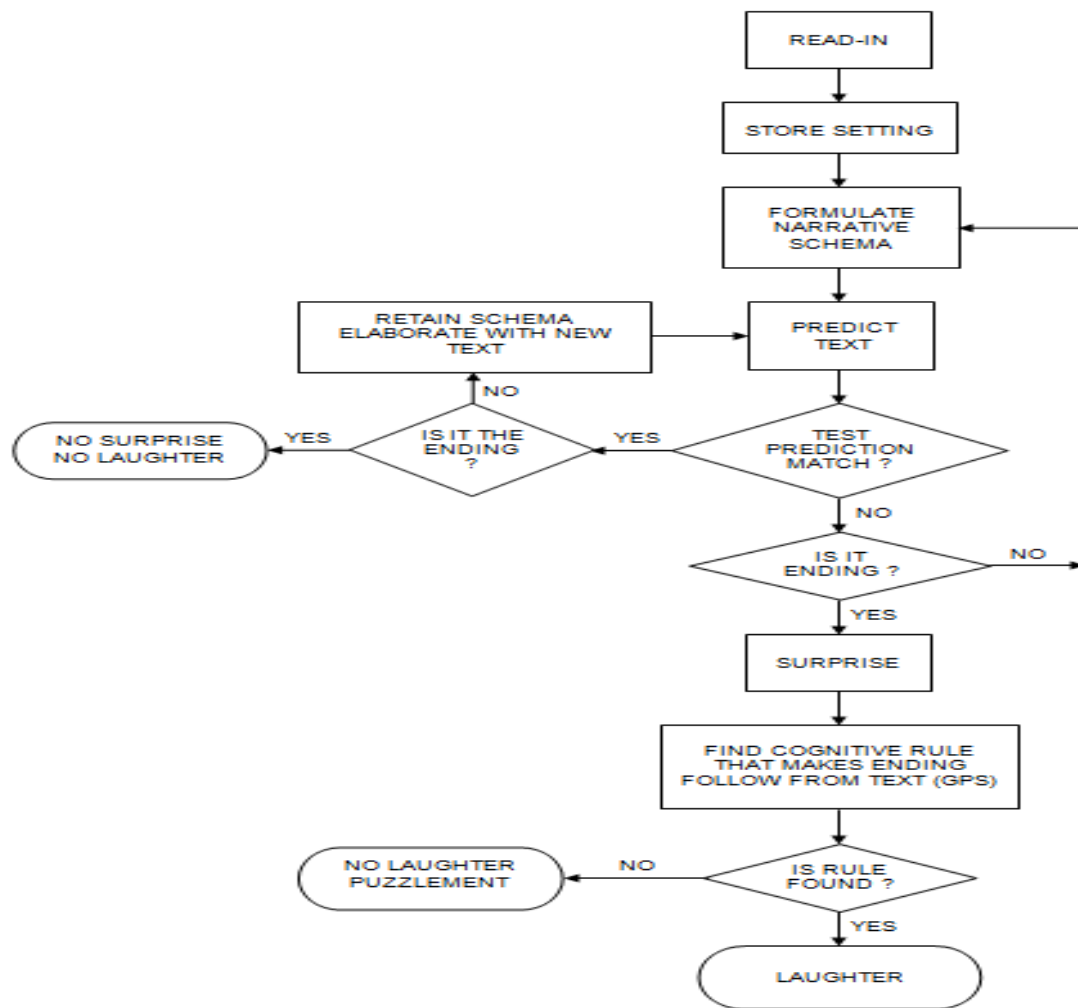 READ-IN
STORE SETTING
FORMULATE
NARRATIVE
SCHEMA
RETAIN SCHEMA
ELABORATE WITH NEW
TEXT
PREDICT
TEXT
NO
NO SURPRISE
NO LAUGHTER
YES
IS IT THE
ENDING
?
YES
TEST
PREDICTION
MATCH ?
NO
IS IT
ENDING ?
NO
YES
SURPRISE
FIND COGNITIVE RULE
THAT MAKES ENDING
FOLLOW FROM TEXT (GPS)
NO LAUGHTER
PUZZLEMENT
NO
IS RULE
FOUND ?
YES
LAUGHTER